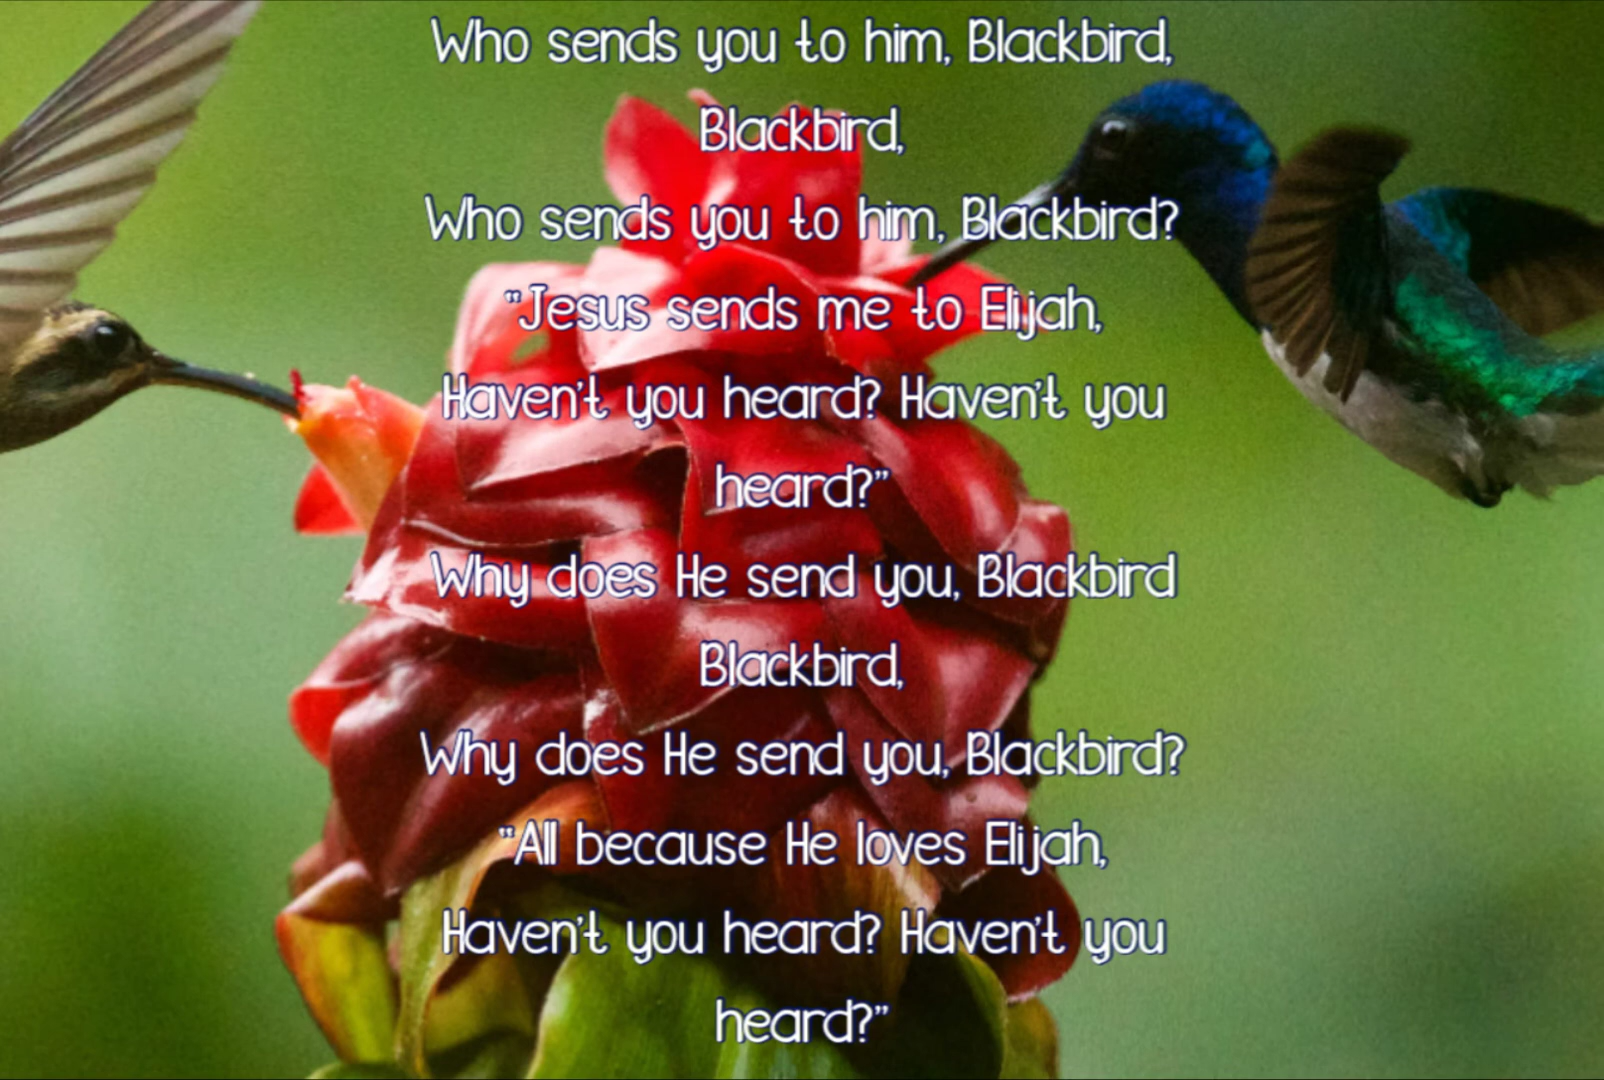 Who sends you to him, Blackbird,
Blackbird,
Who sends you to him, Blackbird?
“Jesus sends me to Elijah,
Haven’t you heard? Haven’t you
heard?”
Why does He send you, Blackbird
Blackbird,
Why does He send you, Blackbird?
“All because He loves Elijah,
Haven’t you heard? Haven’t you
heard?”